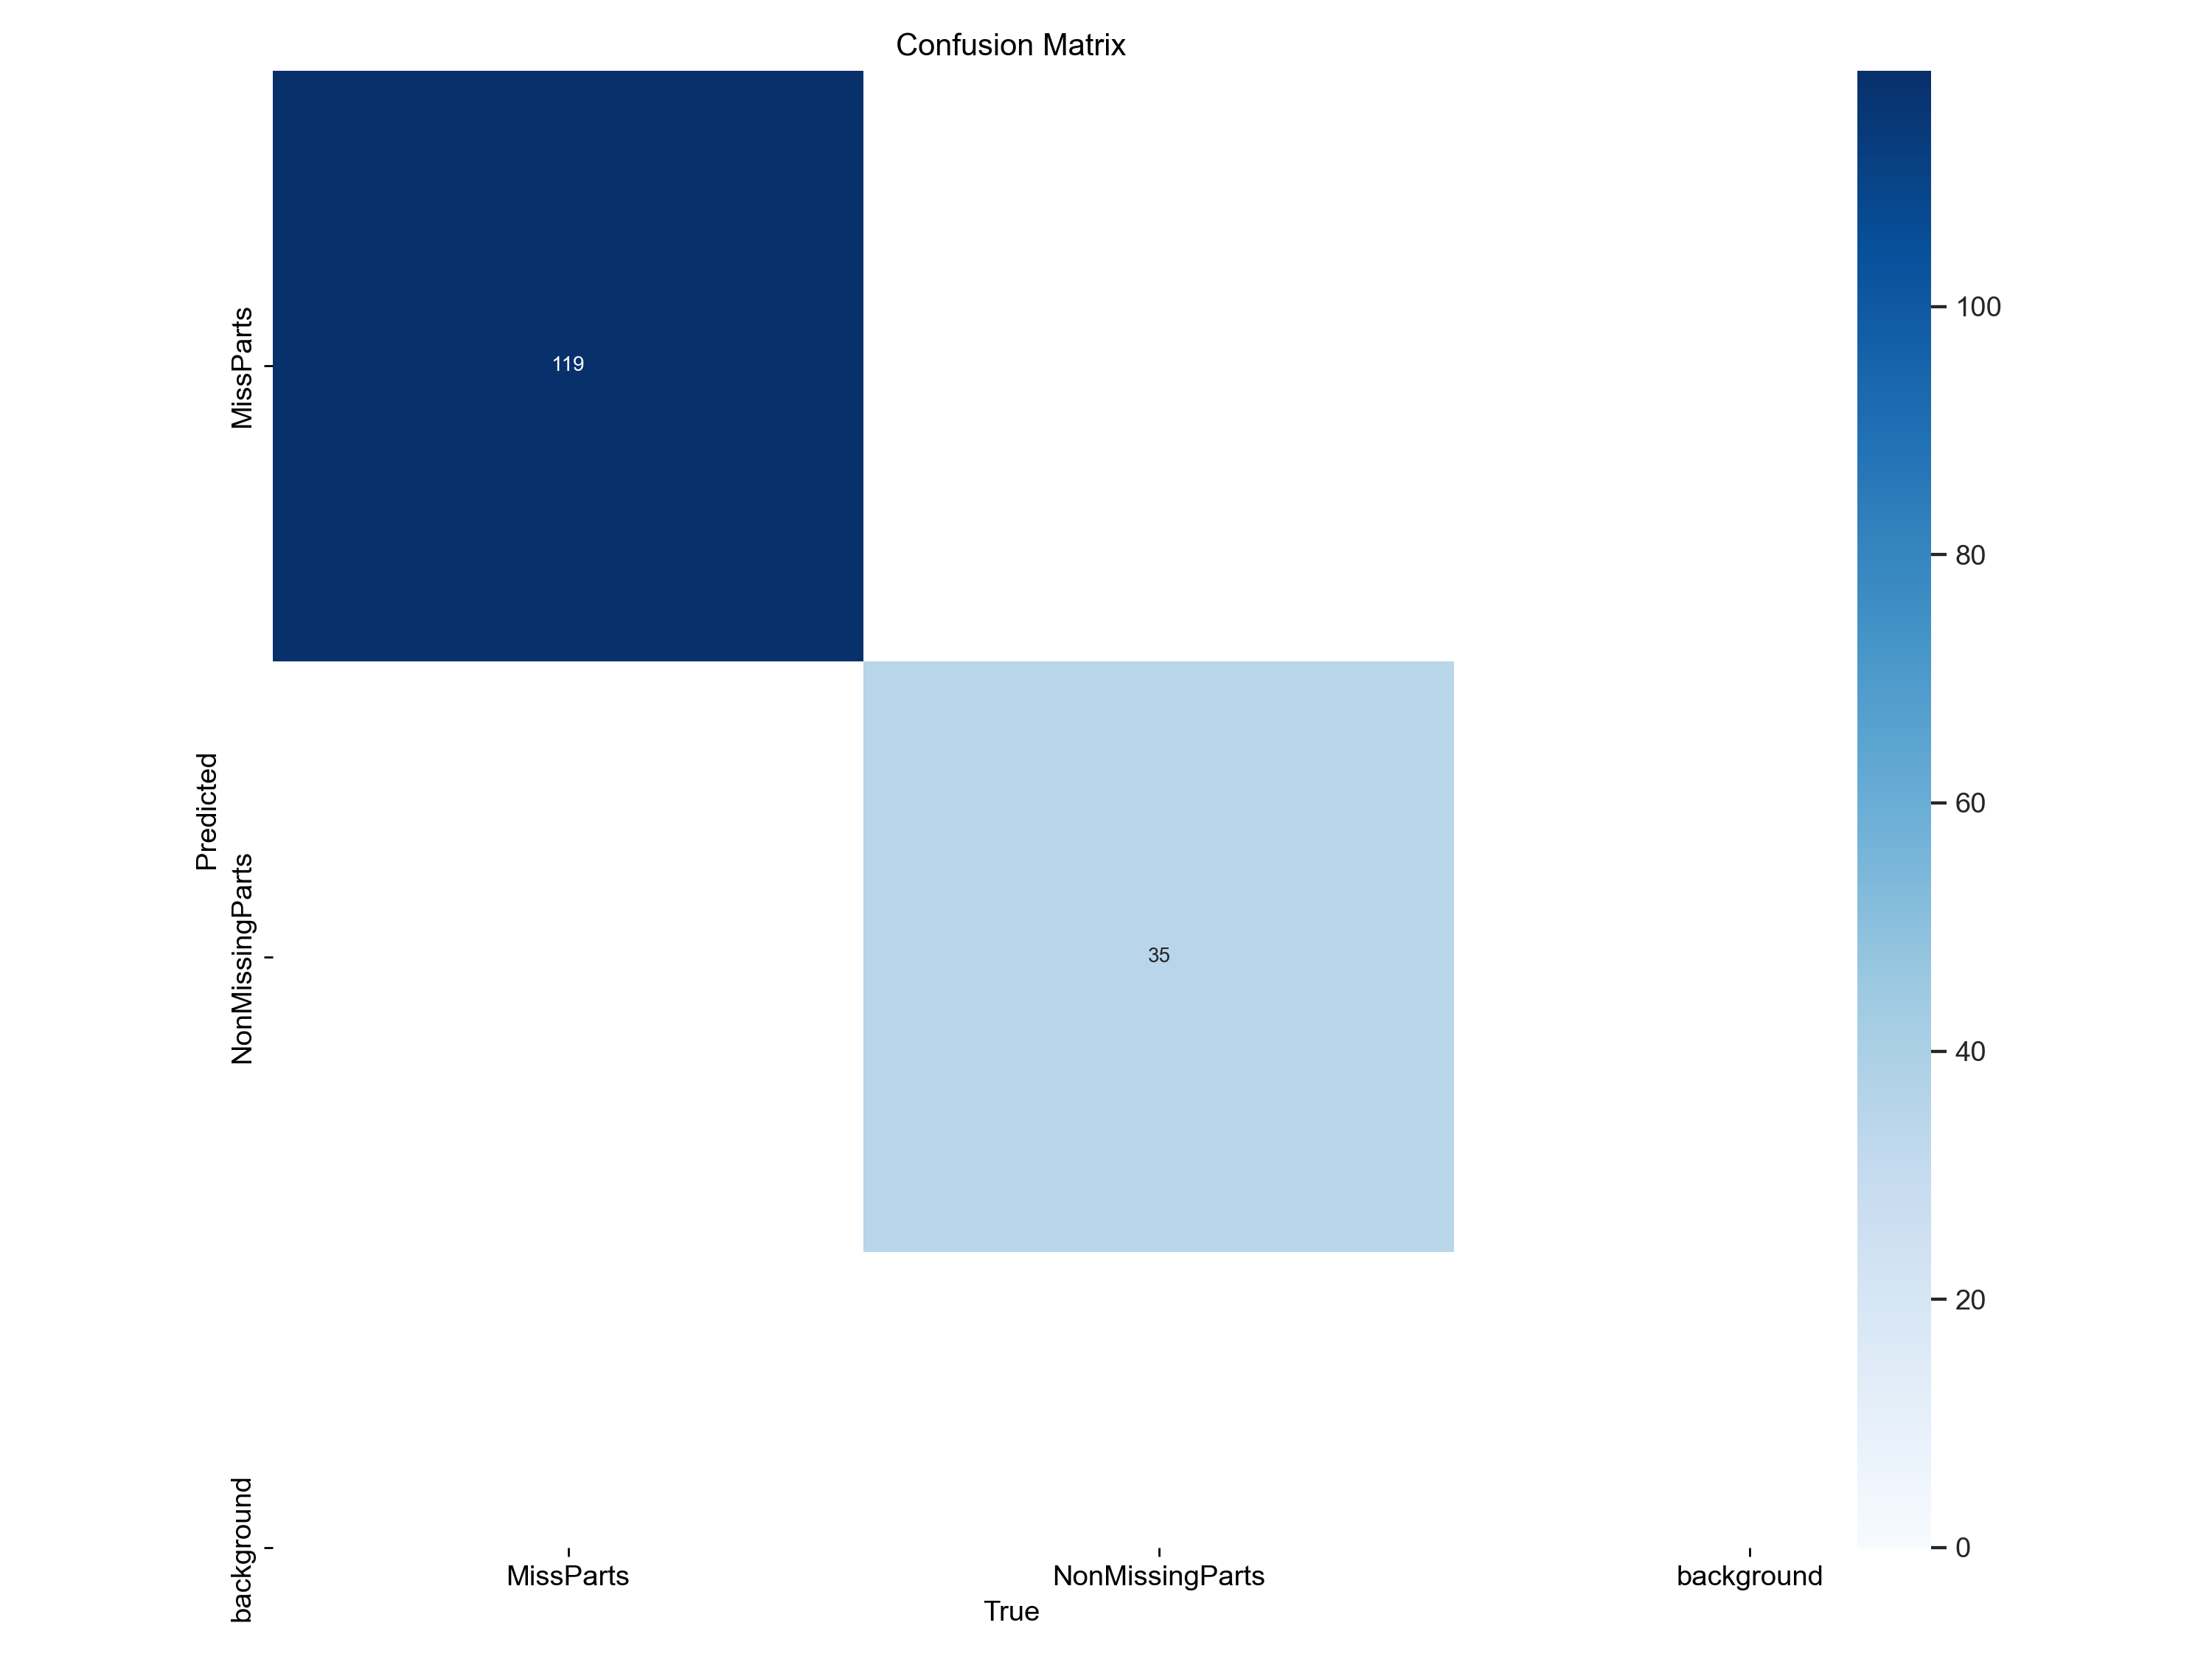 Confusion Matrix
MissParts
119
100
80
Predicted
NonMissingParts
35
60
40
20
background
0
MissParts
NonMissingParts
background
True